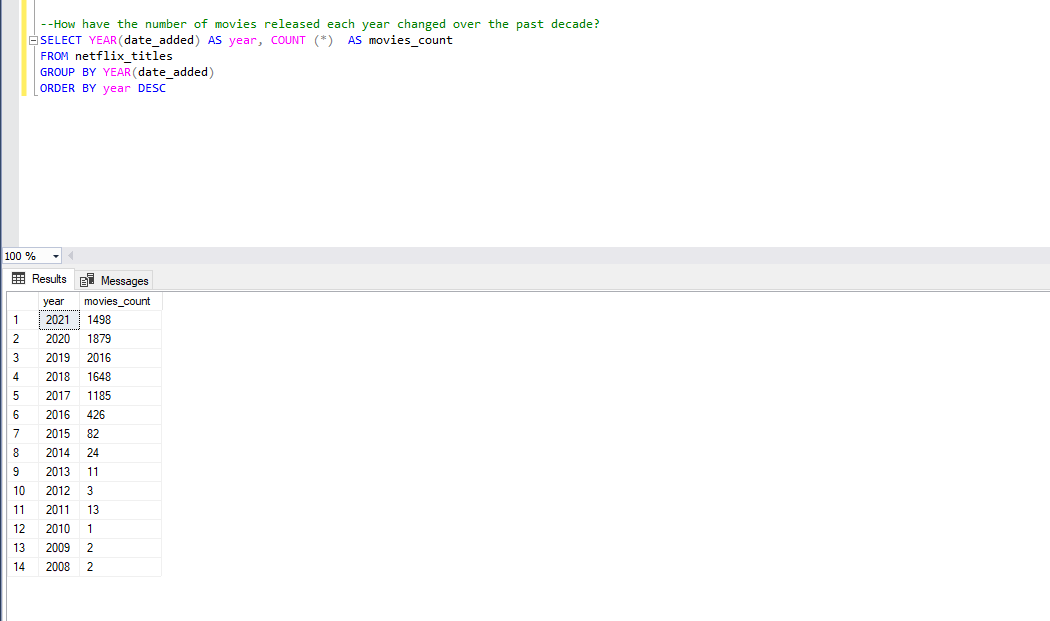 --How have the number of movies released each year changed over the past decade?
SELECT YEAR(date_added) AS year, COUNT (*)  AS movies_count
FROM netflix_titles
GROUP BY YEAR(date_added)
ORDER BY year DESC
100 %
Results Messages
year movies_count
1 2021 1498
2 2020 1879
3 2019 2016
4 2018 1648
5 2017 1185
6 2016 426
7 2015 82
8 2014 24
9 2013 11
10 2012 3
11 2011 13
12 2010 1
13 2009 2
14 2008 2